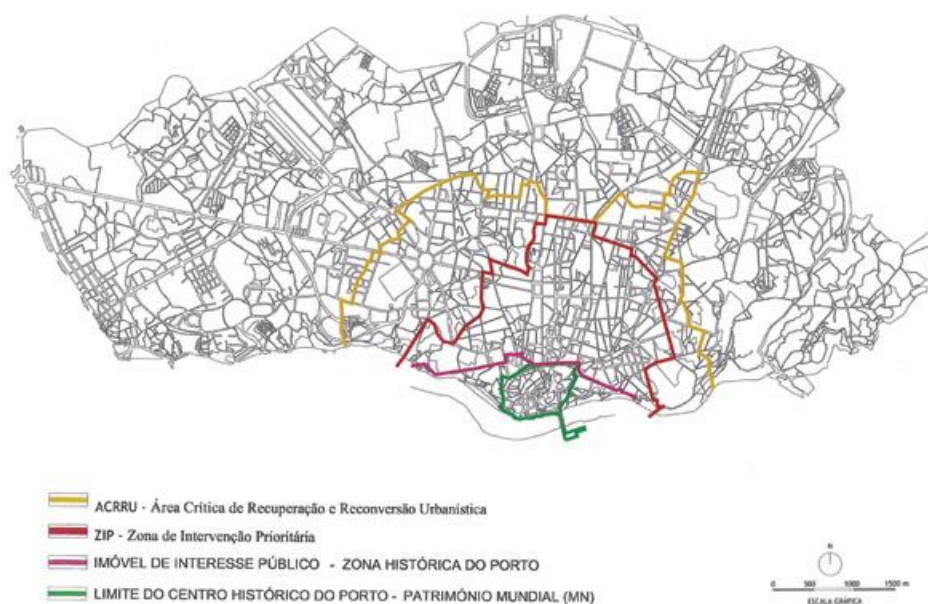 ACRRU - Área Crítica de Recuperação e Reconversão Urbanística
ZIP - Zona de Intervenção Prioritária
IMÓVEL DE INTERESSE PÚBLICO - ZONA HISTÓRICA DO PORTO
LIMITE DO CENTRO HISTÓRICO DO PORTO - PATRIMÓNIO MUNDIAL (MN)
N
0 500 1000 1500 m
ESCALA GRÁFICA